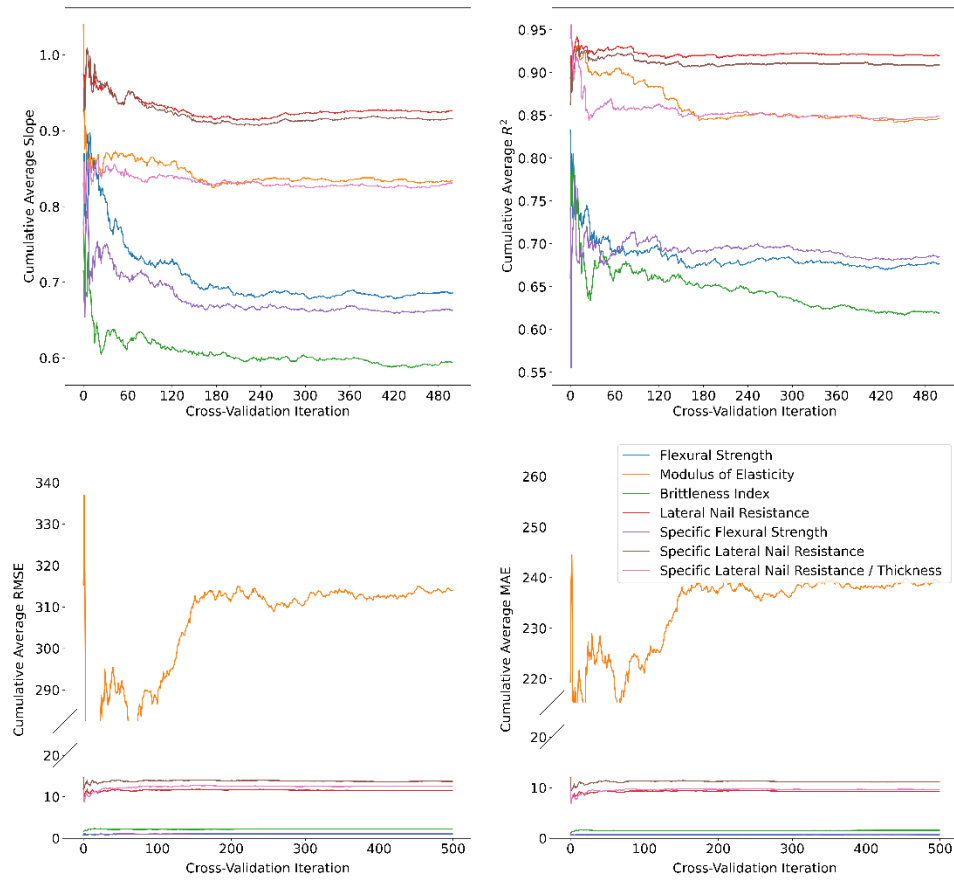 Cumulative Average Slope
1.0
0.9
0.8
0.7
0.6
0 60 120 180 240 300 360 420 480
Cross-Validation Iteration
Cumulative Average R²
0.95
0.90
0.85
0.80
0.75
0.70
0.65
0.60
0.55
0 60 120 180 240 300 360 420 480
Cross-Validation Iteration
Cumulative Average RMSE
340
330
320
310
300
290
20
10
0
0 100 200 300 400 500
Cross-Validation Iteration
Cumulative Average MAE
260
250
240
230
220
20
10
0
0 100 200 300 400 500
Cross-Validation Iteration
Flexural Strength
Modulus of Elasticity
Brittleness Index
Lateral Nail Resistance
Specific Flexural Strength
Specific Lateral Nail Resistance
Specific Lateral Nail Resistance / Thickness